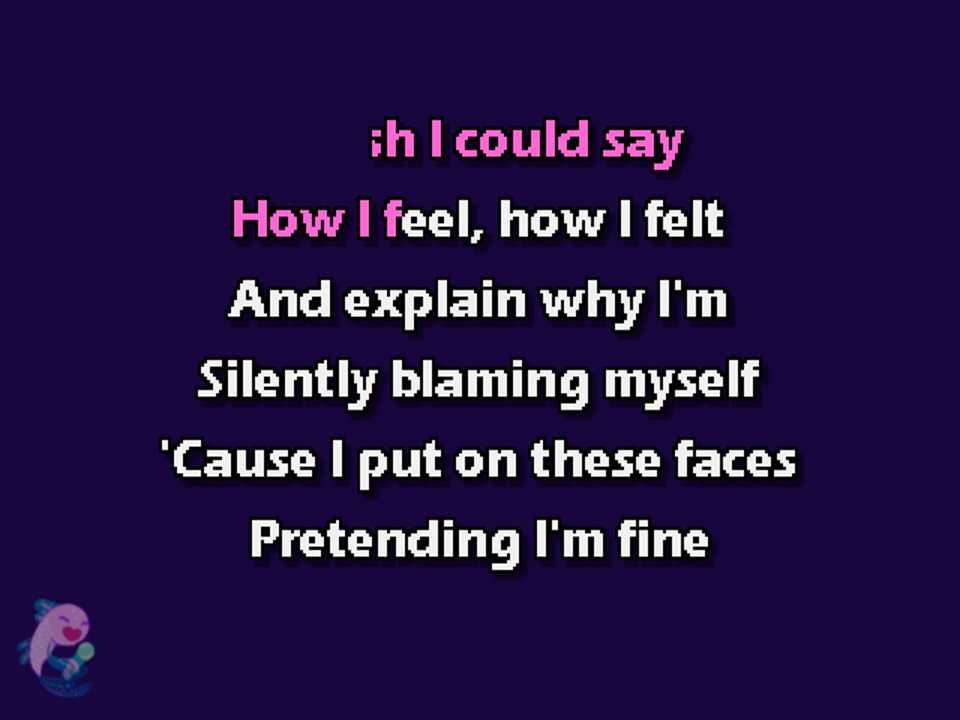 h I could say
How I feel, how I felt
And explain why I'm
Silently blaming myself
'Cause I put on these faces
Pretending I'm fine